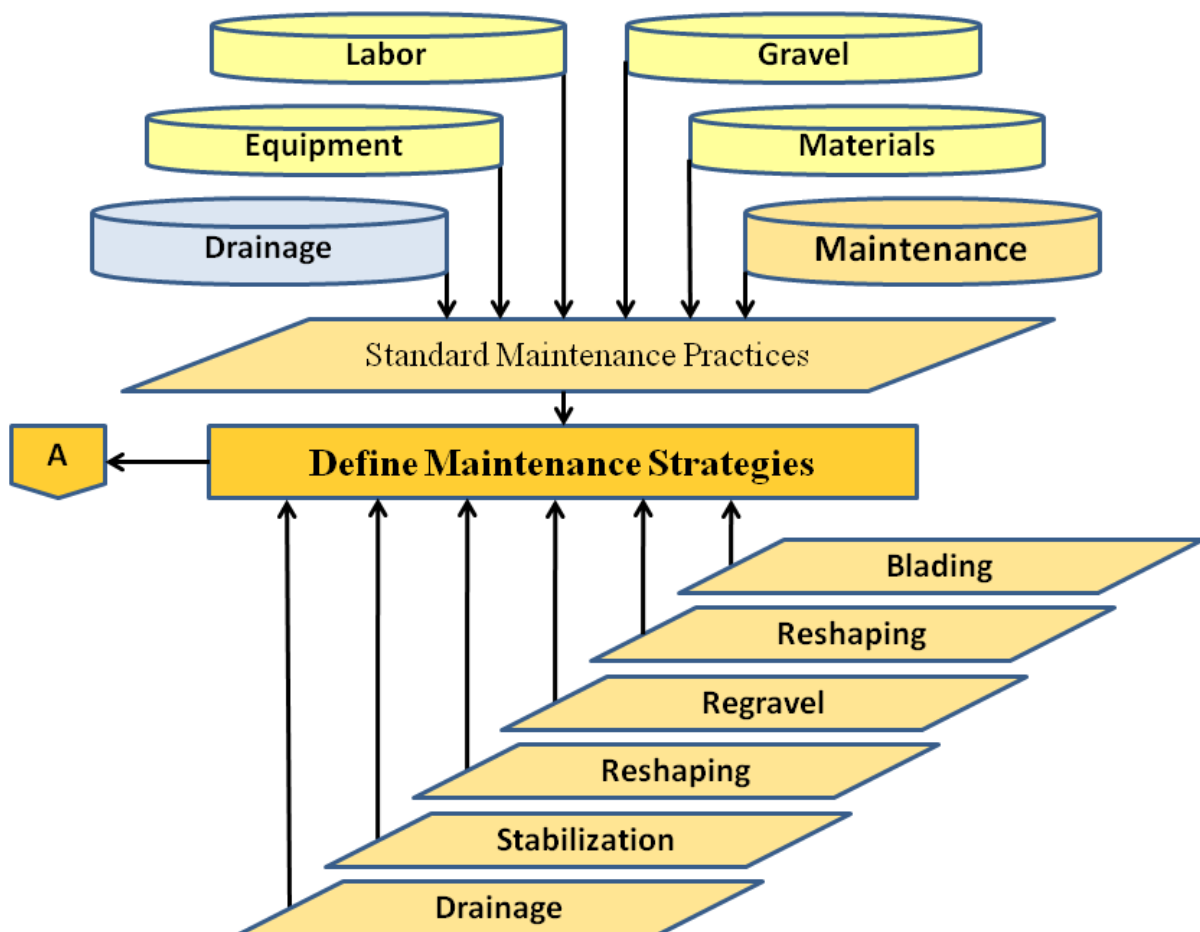 Labor
Gravel
Equipment
Materials
Drainage
Maintenance
Standard Maintenance Practices
A
Define Maintenance Strategies
Blading
Reshaping
Regravel
Reshaping
Stabilization
Drainage